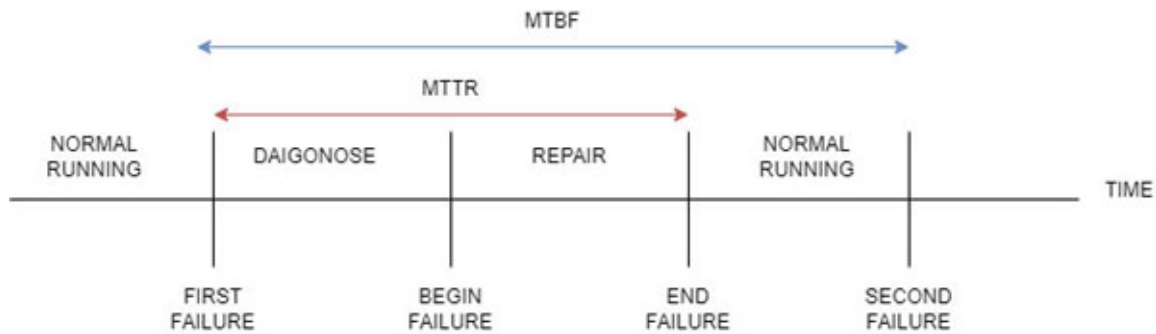 MTBF
MTTR
NORMAL
RUNNING
DAIGONOSE
REPAIR
NORMAL
RUNNING
TIME
FIRST
FAILURE
BEGIN
FAILURE
END
FAILURE
SECOND
FAILURE